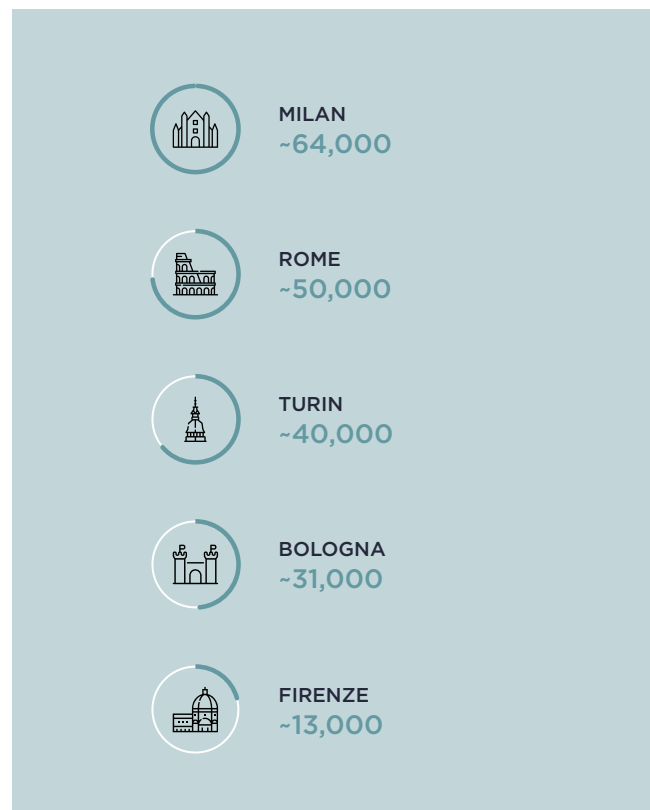 MILAN
~64,000
ROME
~50,000
TURIN
~40,000
BOLOGNA
~31,000
FIRENZE
~13,000